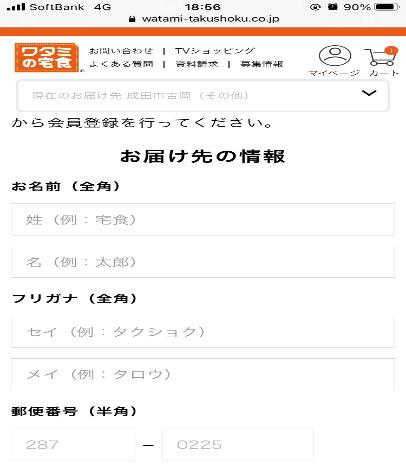 SoftBank 4G 18:56 90%
watami-takushoku.co.jp
ワタミの宅食
お問い合わせ | TVショッピング
よくある質問 | 資料請求 | 募集情報
マイページ カート
1
現在のお届け先 成田市吉岡（その他）
から会員登録を行ってください。
お届け先の情報
お名前（全角）
姓（例：宅食）
名（例：太郎）
フリガナ（全角）
セイ（例：タクショク）
メイ（例：タロウ）
郵便番号（半角）
287 – 0225